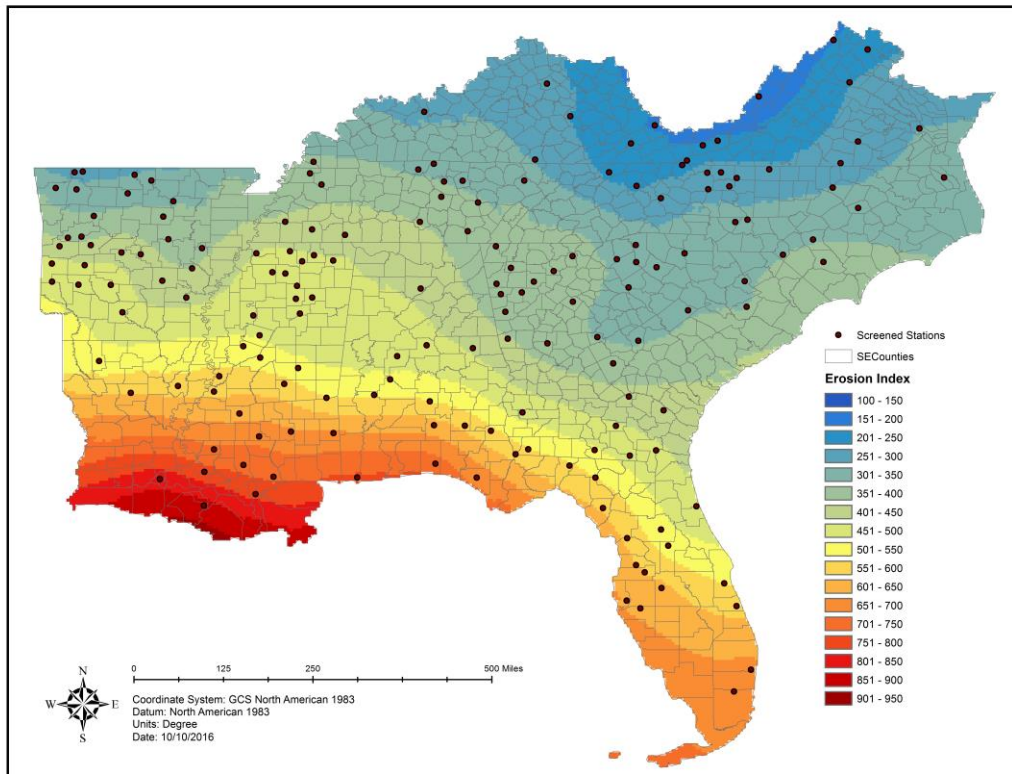 Screened Stations
SECounties
Erosion Index
100 - 150
151 - 200
201 - 250
251 - 300
301 - 350
351 - 400
401 - 450
451 - 500
501 - 550
551 - 600
601 - 650
651 - 700
701 - 750
751 - 800
801 - 850
851 - 900
901 - 950
0 125 250 500 Miles
N
W E
S
Coordinate System: GCS North American 1983
Datum: North American 1983
Units: Degree
Date: 10/10/2016